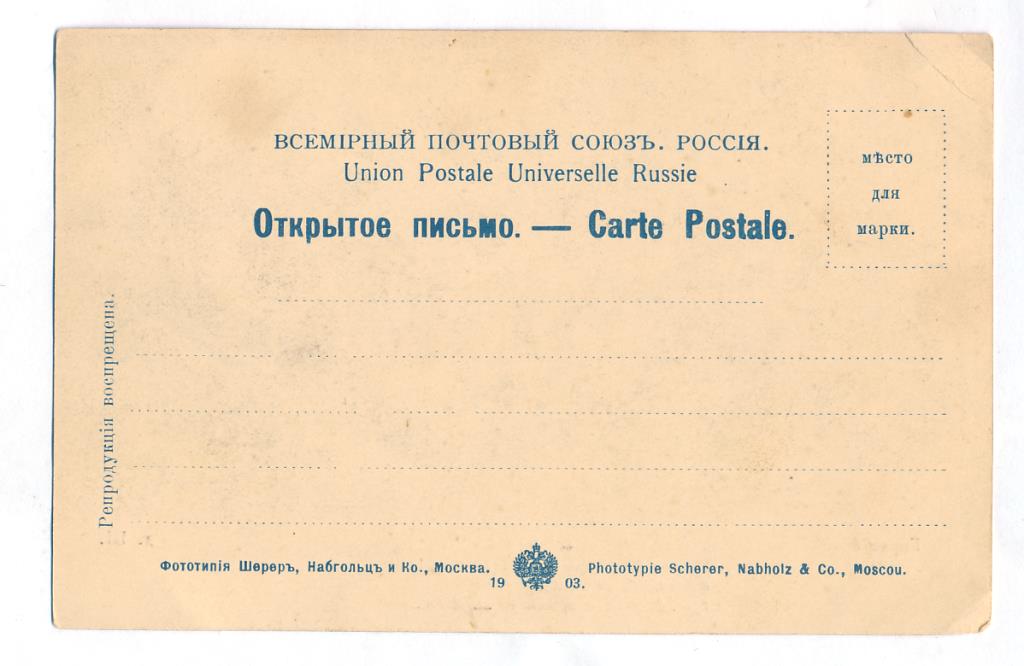 ВСЕМІРНЫЙ ПОЧТОВЫЙ СОЮЗЪ. РОССІЯ.
Union Postale Universelle Russie
Открытое письмо. — Carte Postale.
мѣсто
для
марки.
Репродукція воспрещена.
Фототипія Шереръ, Набгольцъ и Ко., Москва.
Phototypie Scherer, Nabholz & Co., Moscou.
19 03.